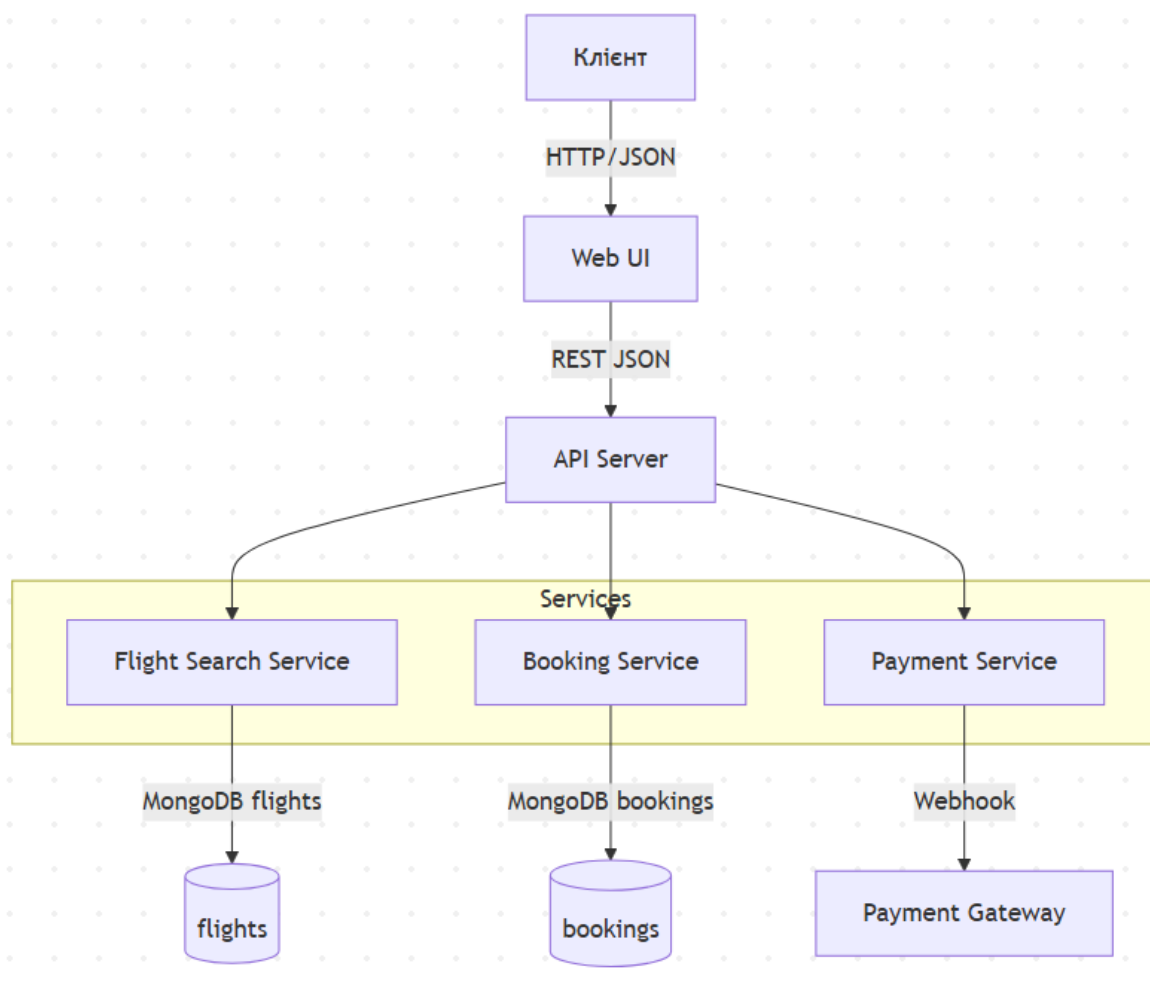 Клієнт
HTTP/JSON
Web UI
REST JSON
API Server
Services
Flight Search Service
Booking Service
Payment Service
MongoDB flights
MongoDB bookings
Webhook
flights
bookings
Payment Gateway